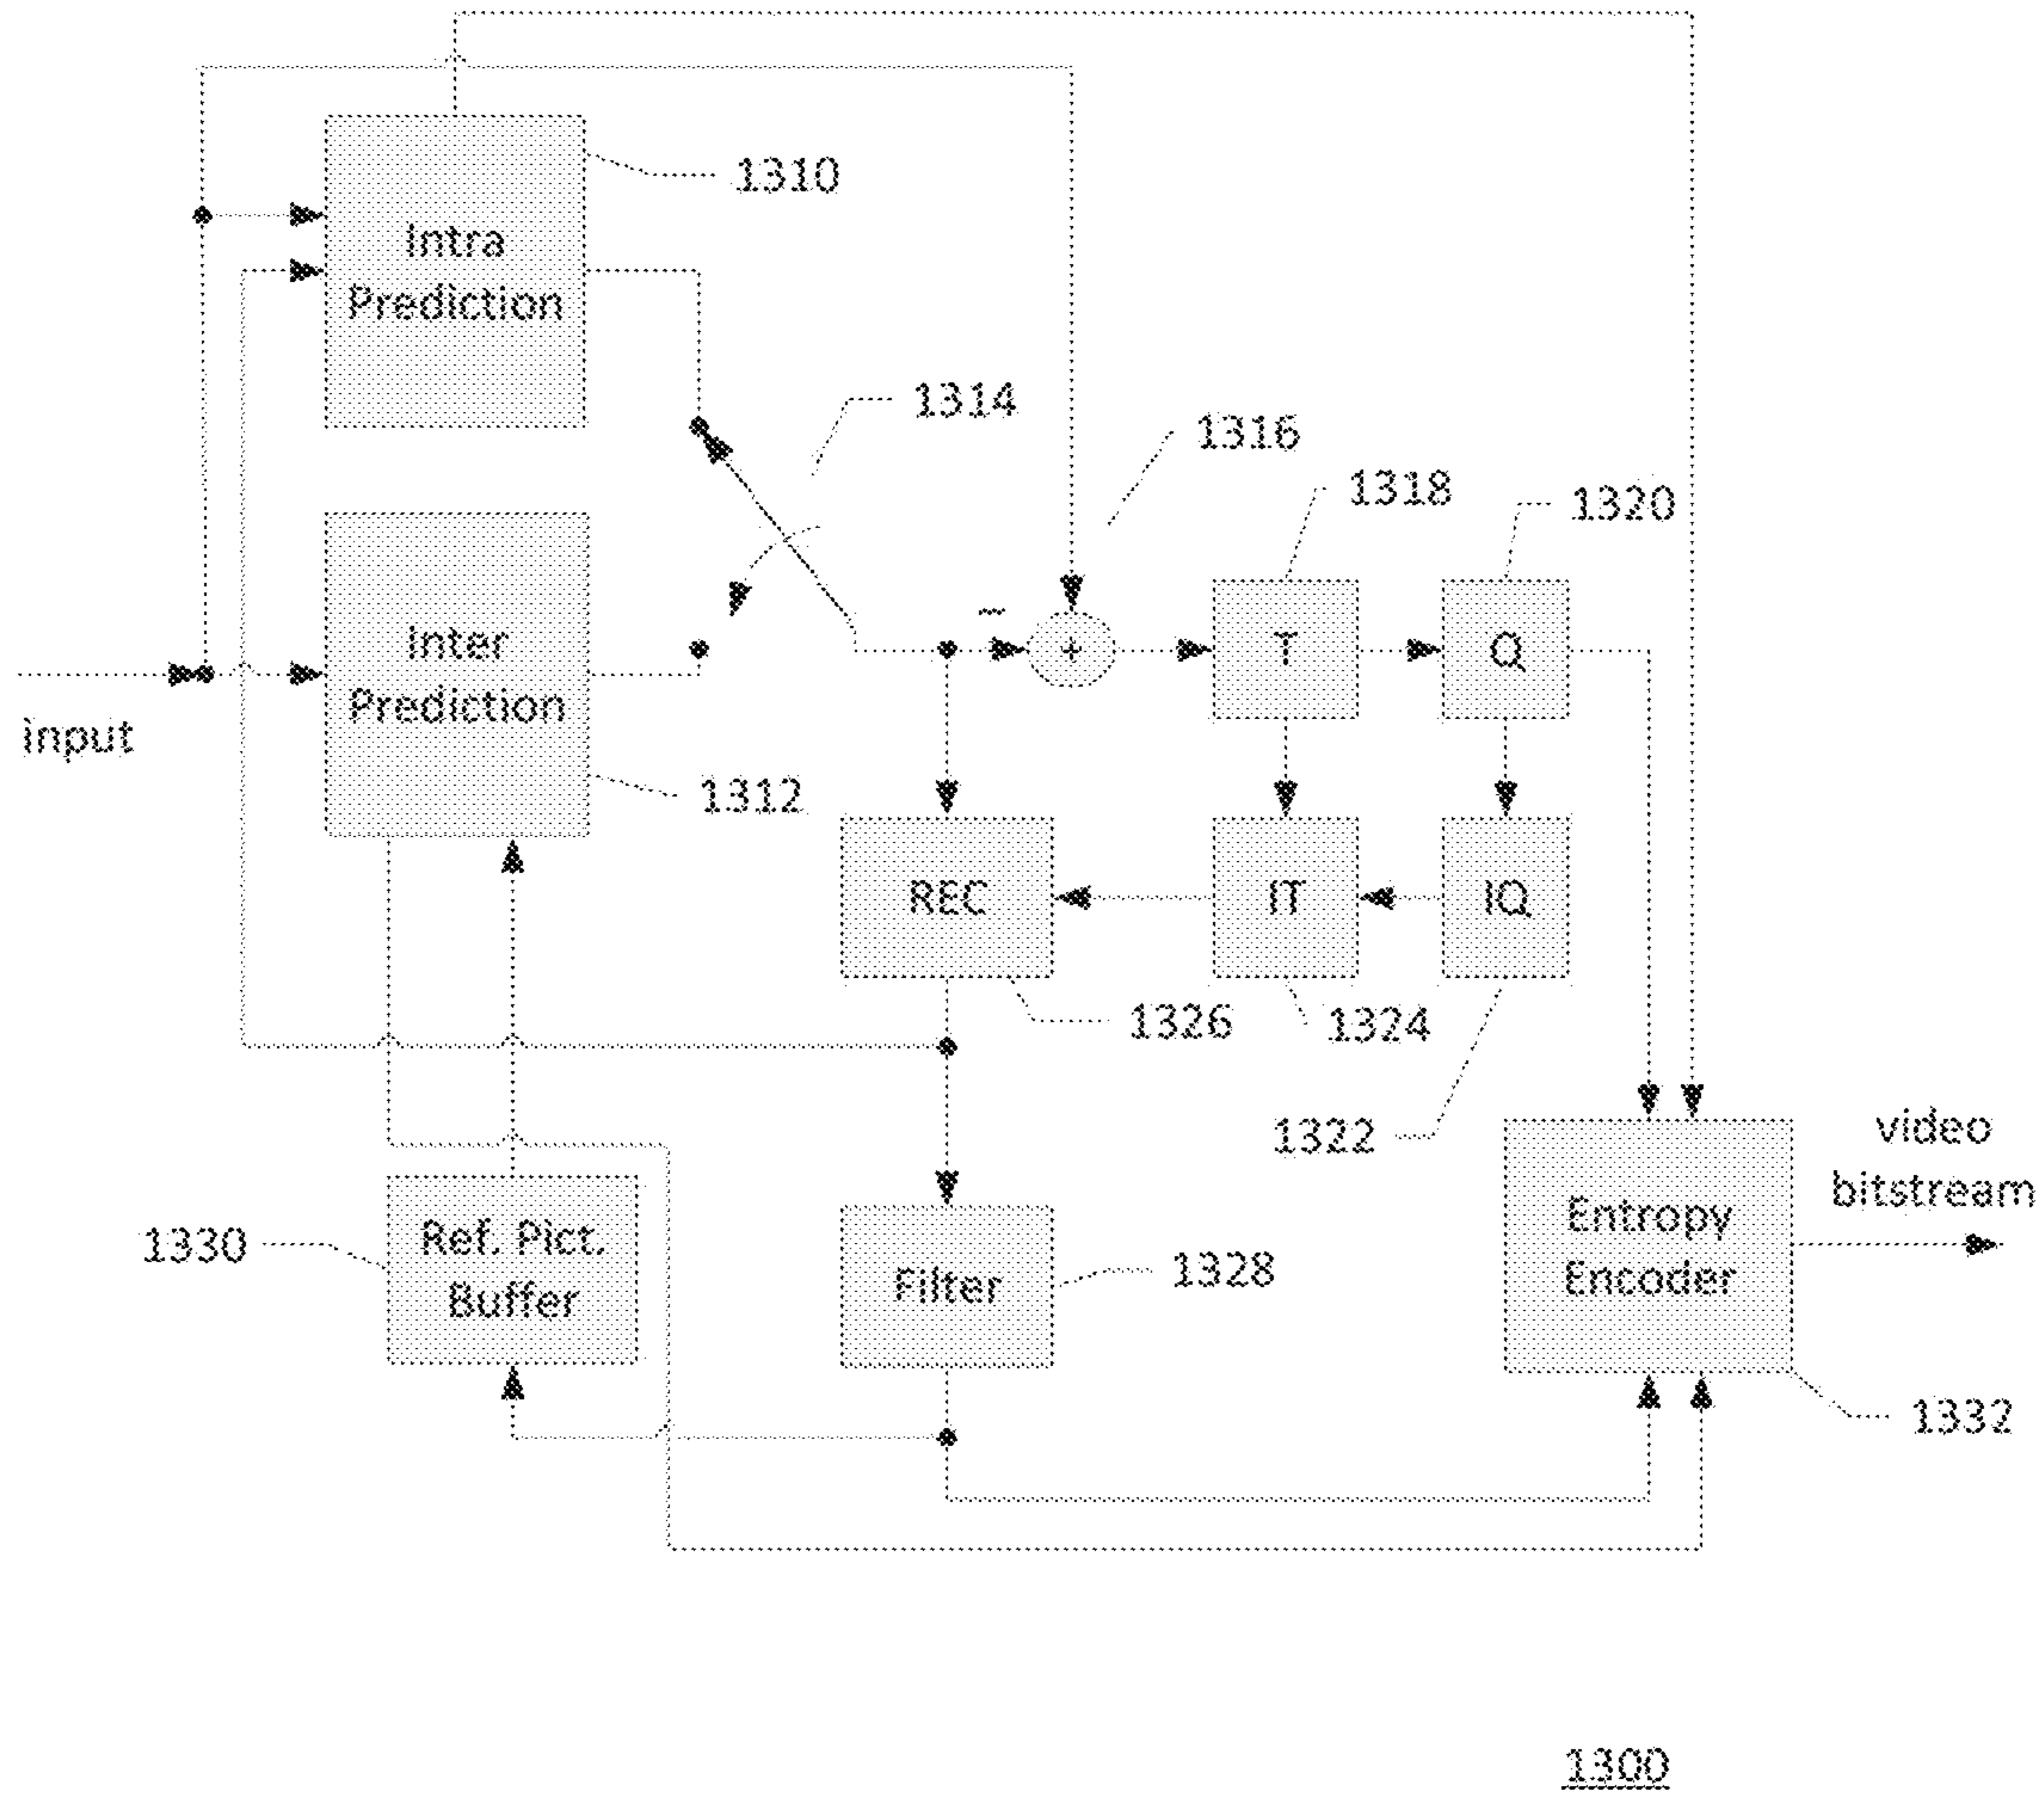 1310
Intra
Prediction
1314
1316
1318
1320
Inter
Prediction
input
1312
–
+
T
Q
REC
IT
IQ
1326
1324
1322
video
bitstream
1330
Ref. Pict.
Buffer
Filter
1328
Entropy
Encoder
1332
1300